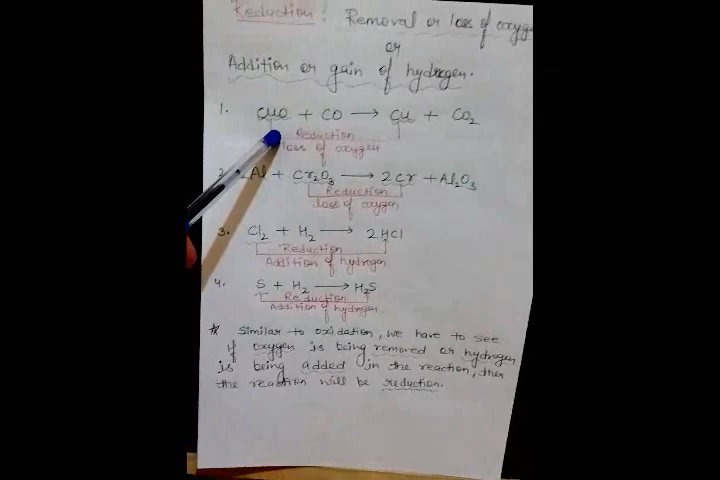 Reduction: Removal or loss of oxygen
or
Addition or gain of hydrogen.
1. CuO + CO → Cu + CO₂
Reduction
loss of oxygen
2. 2Al + Cr₂O₃ → 2Cr + Al₂O₃
Reduction
loss of oxygen
3. Cl₂ + H₂ → 2HCl
Reduction
Addition of hydrogen
4. S + H₂ → H₂S
Reduction
Addition of hydrogen
* Similar to oxidation, we have to see
if oxygen is being removed or hydrogen
is being added in the reaction, then
the reaction will be reduction.